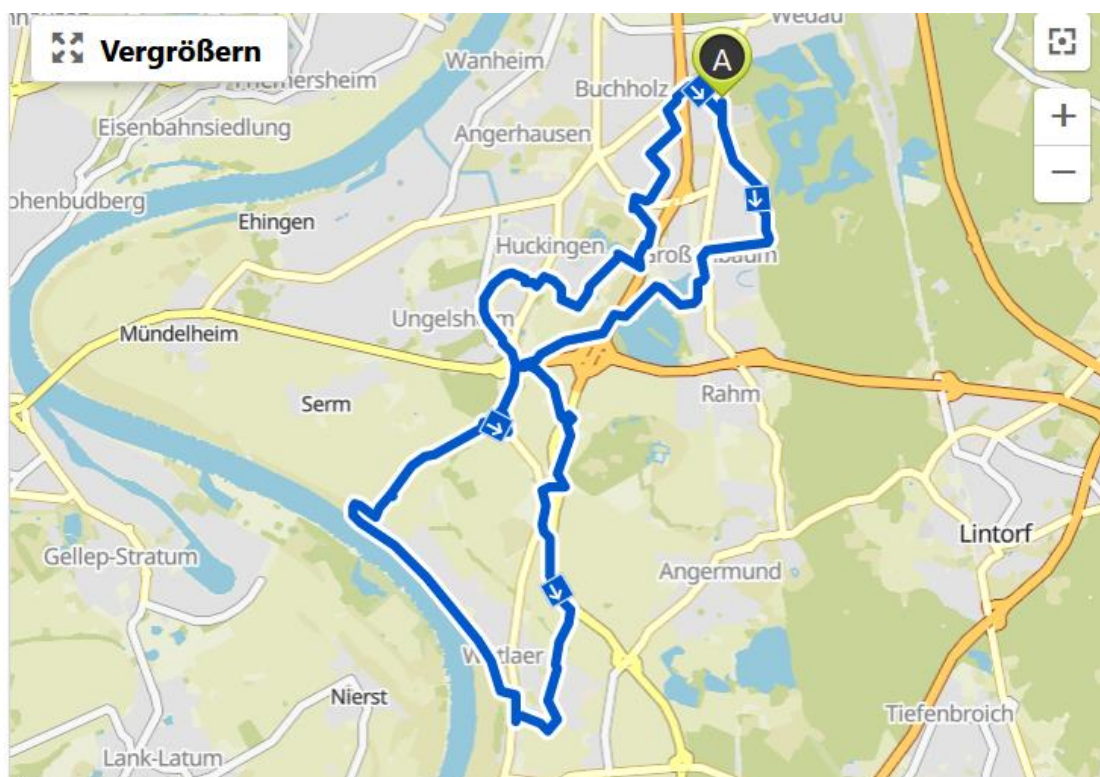 Vergrößern
Wedau
A
Wanheim
Buchholz
Eisenbahnsiedlung
Angerhausen
Ehingen
Huckingen
Ungelsheim
Mündelheim
Serm
Rahm
Lintorf
Gellep-Stratum
Angermund
Nierst
Tiefenbroich
Lank-Latum
+
−